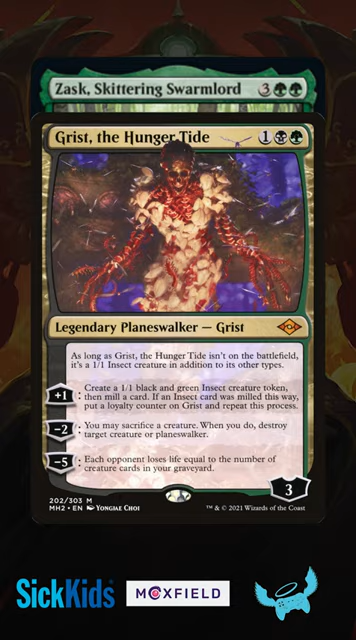 Zask, Skittering Swarmlord 3
Grist, the Hunger Tide 1
Legendary Planeswalker — Grist
As long as Grist, the Hunger Tide isn't on the battlefield,
it's a 1/1 Insect creature in addition to its other types.
+1: Create a 1/1 black and green Insect creature token,
then mill a card. If an Insect card was milled this way,
put a loyalty counter on Grist and repeat this process.
-2: You may sacrifice a creature. When you do, destroy
target creature or planeswalker.
-5: Each opponent loses life equal to the number of
creature cards in your graveyard.
3
202/303 M
MH2 • EN Yongjae Choi
™ & © 2021 Wizards of the Coast
SickKids®
MOXFIELD